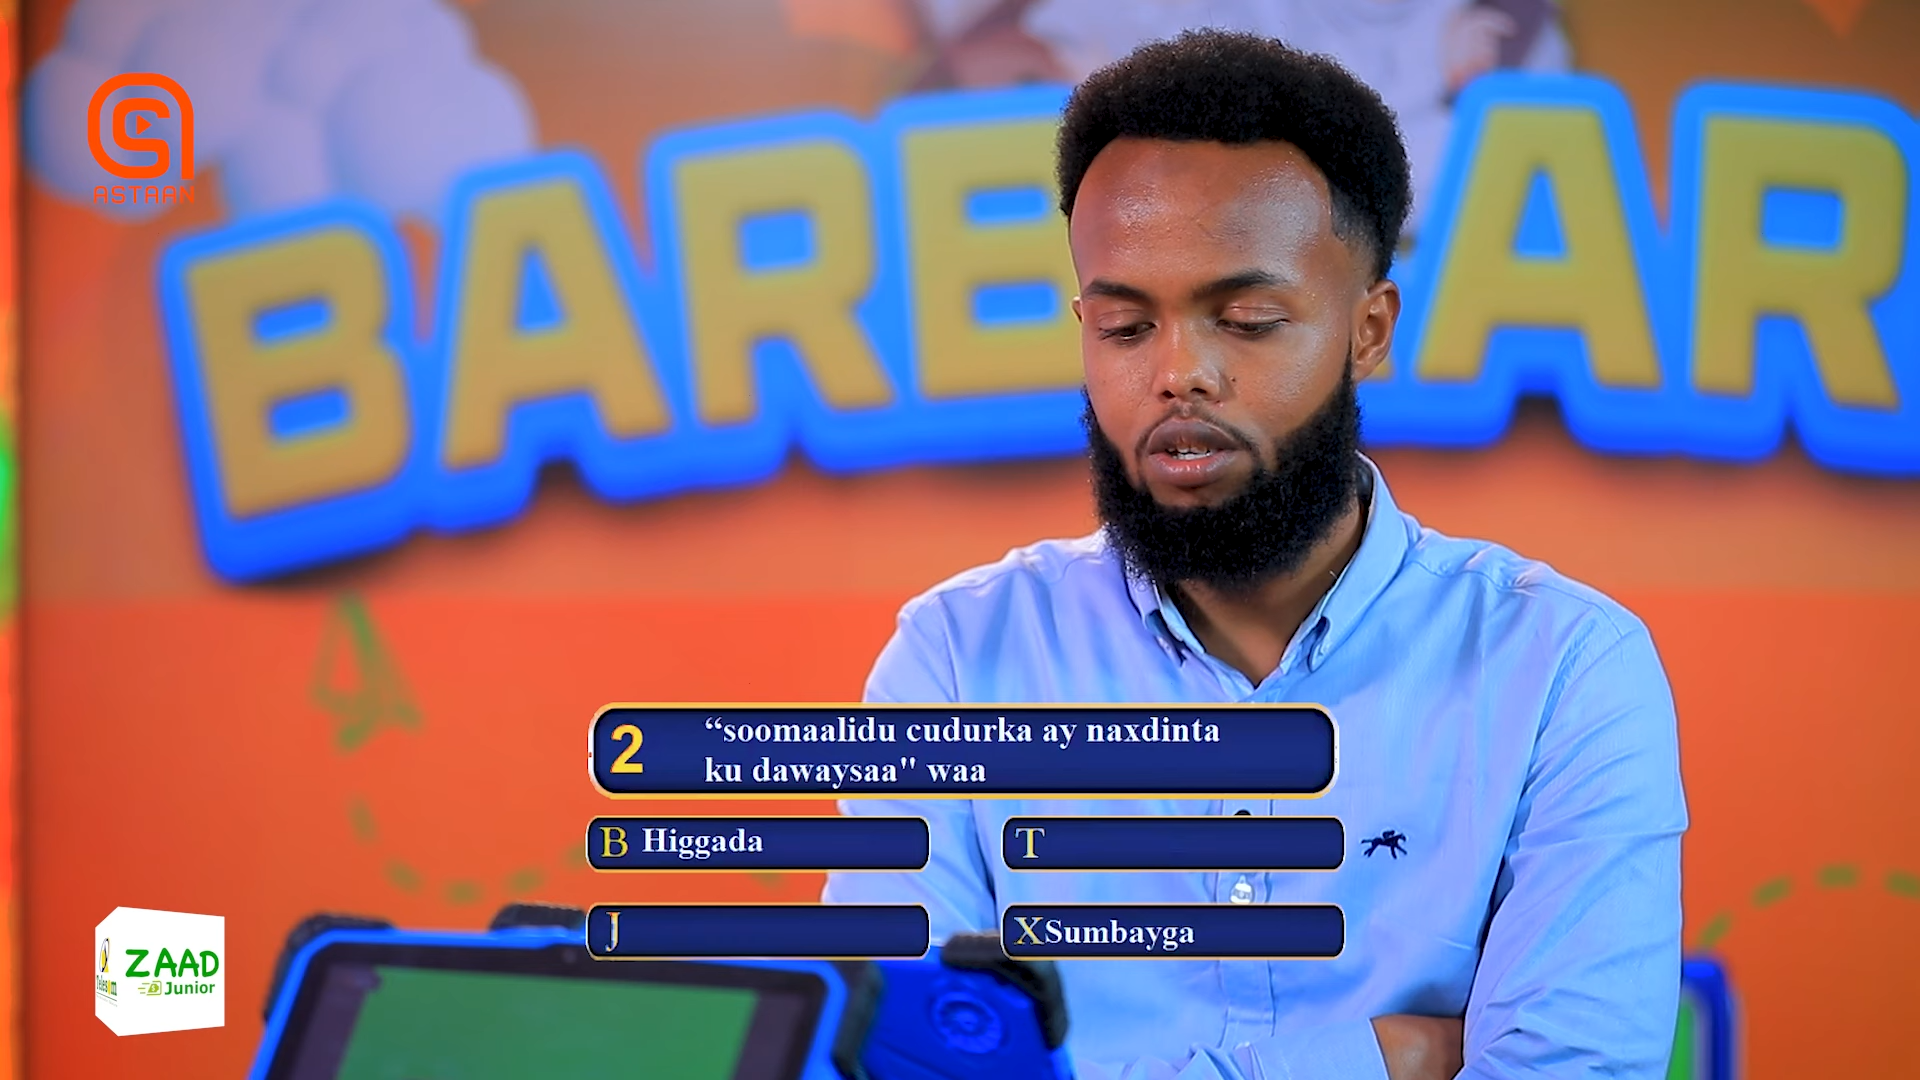 ASTAAN
BARB
AR
2
“soomaalidu cudurka ay naxdinta
ku dawaysaa" waa
B Higgada
T
J
X Sumbayga
ZAAD
Junior